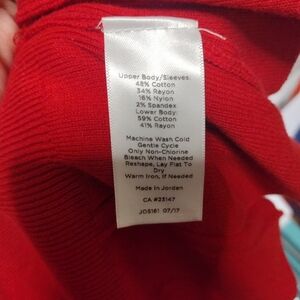 Upper Body/Sleeves:
48% Cotton
34% Rayon
16% Nylon
2% Spandex
Lower Body:
59% Cotton
41% Rayon
Machine Wash Cold
Gentle Cycle
Only Non-Chlorine
Bleach When Needed
Reshape, Lay Flat To
Dry
Warm Iron, If Needed
Made In Jordan
CA #23147
JO5161 07/17